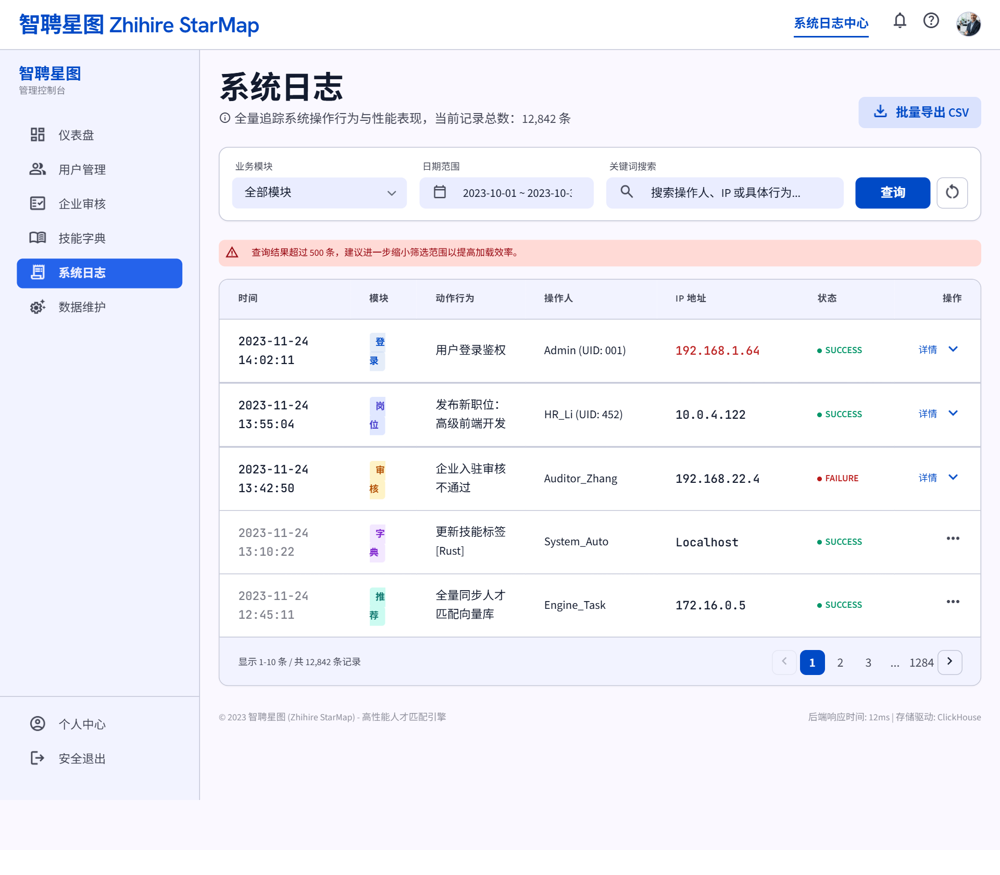 智聘星图 Zhihire StarMap
系统日志中心
智聘星图
管理控制台
仪表盘
用户管理
企业审核
技能字典
系统日志
数据维护
个人中心
安全退出
系统日志
全量追踪系统操作行为与性能表现，当前记录总数：12,842 条
批量导出 CSV
业务模块
日期范围
关键词搜索
全部模块
2023-10-01 ~ 2023-10-
搜索操作人、IP 或具体行为...
查询
查询结果超过 500 条，建议进一步缩小筛选范围以提高加载效率。
时间 模块 动作行为 操作人 IP 地址 状态 操作
2023-11-24
14:02:11
登
录
用户登录鉴权
Admin (UID: 001)
192.168.1.64
SUCCESS
详情
2023-11-24
13:55:04
岗
位
发布新职位：
高级前端开发
HR_Li (UID: 452)
10.0.4.122
SUCCESS
详情
2023-11-24
13:42:50
审
核
企业入驻审核
不通过
Auditor_Zhang
192.168.22.4
FAILURE
详情
2023-11-24
13:10:22
字
典
更新技能标签
[Rust]
System_Auto
Localhost
SUCCESS
2023-11-24
12:45:11
推
荐
全量同步人才
匹配向量库
Engine_Task
172.16.0.5
SUCCESS
显示 1-10 条 / 共 12,842 条记录
1 2 3 ... 1284
© 2023 智聘星图 (Zhihire StarMap) - 高性能人才匹配引擎
后端响应时间: 12ms | 存储驱动: ClickHouse